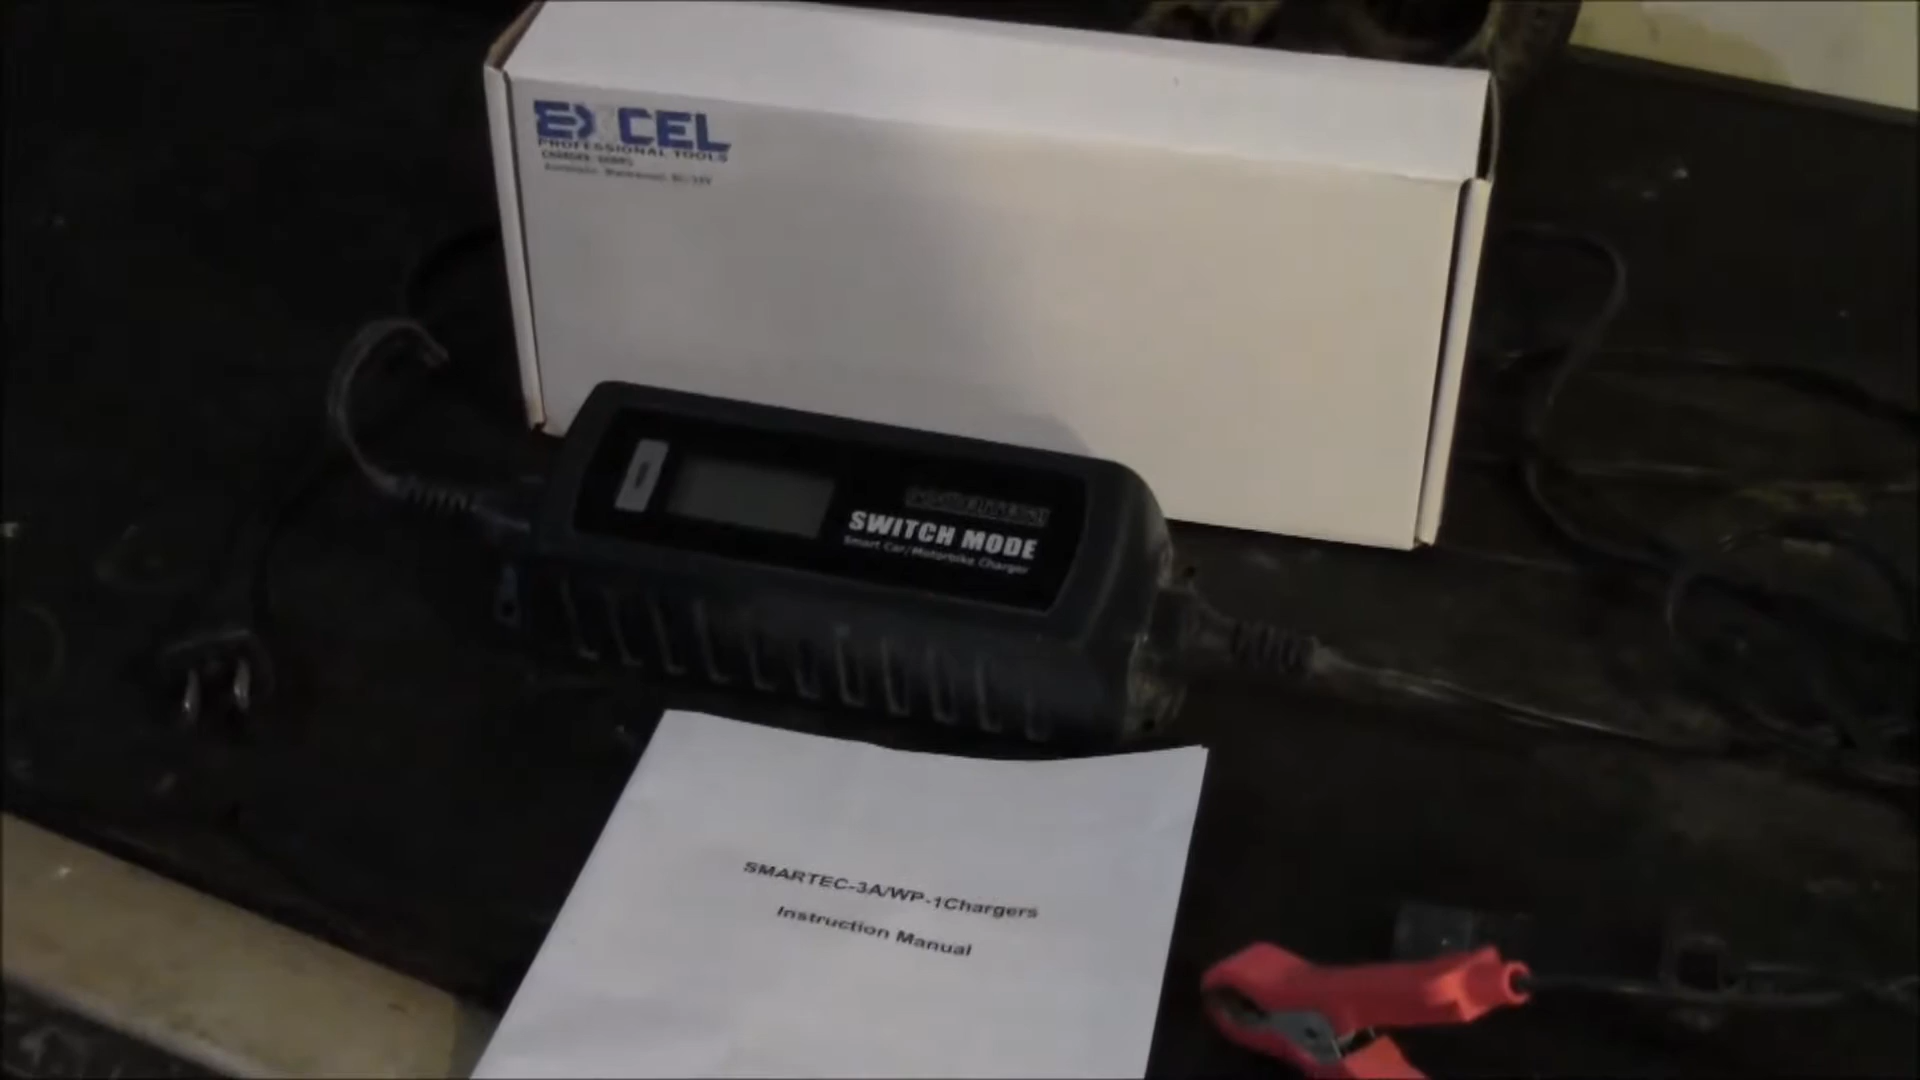 EXCEL
PROFESSIONAL TOOLS
SWITCH MODE
Smart Car/Motorbike Charger
SMARTEC-3A/WP-1Chargers
Instruction Manual